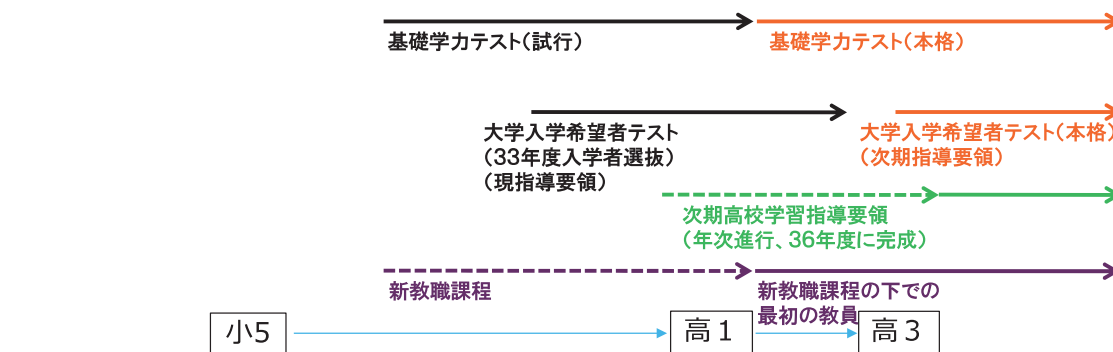 基礎学力テスト(試行)
基礎学力テスト(本格)
大学入学希望者テスト
(33年度入学者選抜)
(現指導要領)
大学入学希望者テスト(本格)
(次期指導要領)
次期高校学習指導要領
(年次進行、36年度に完成)
新教職課程
新教職課程の下での
最初の教員
小5
高1
高3